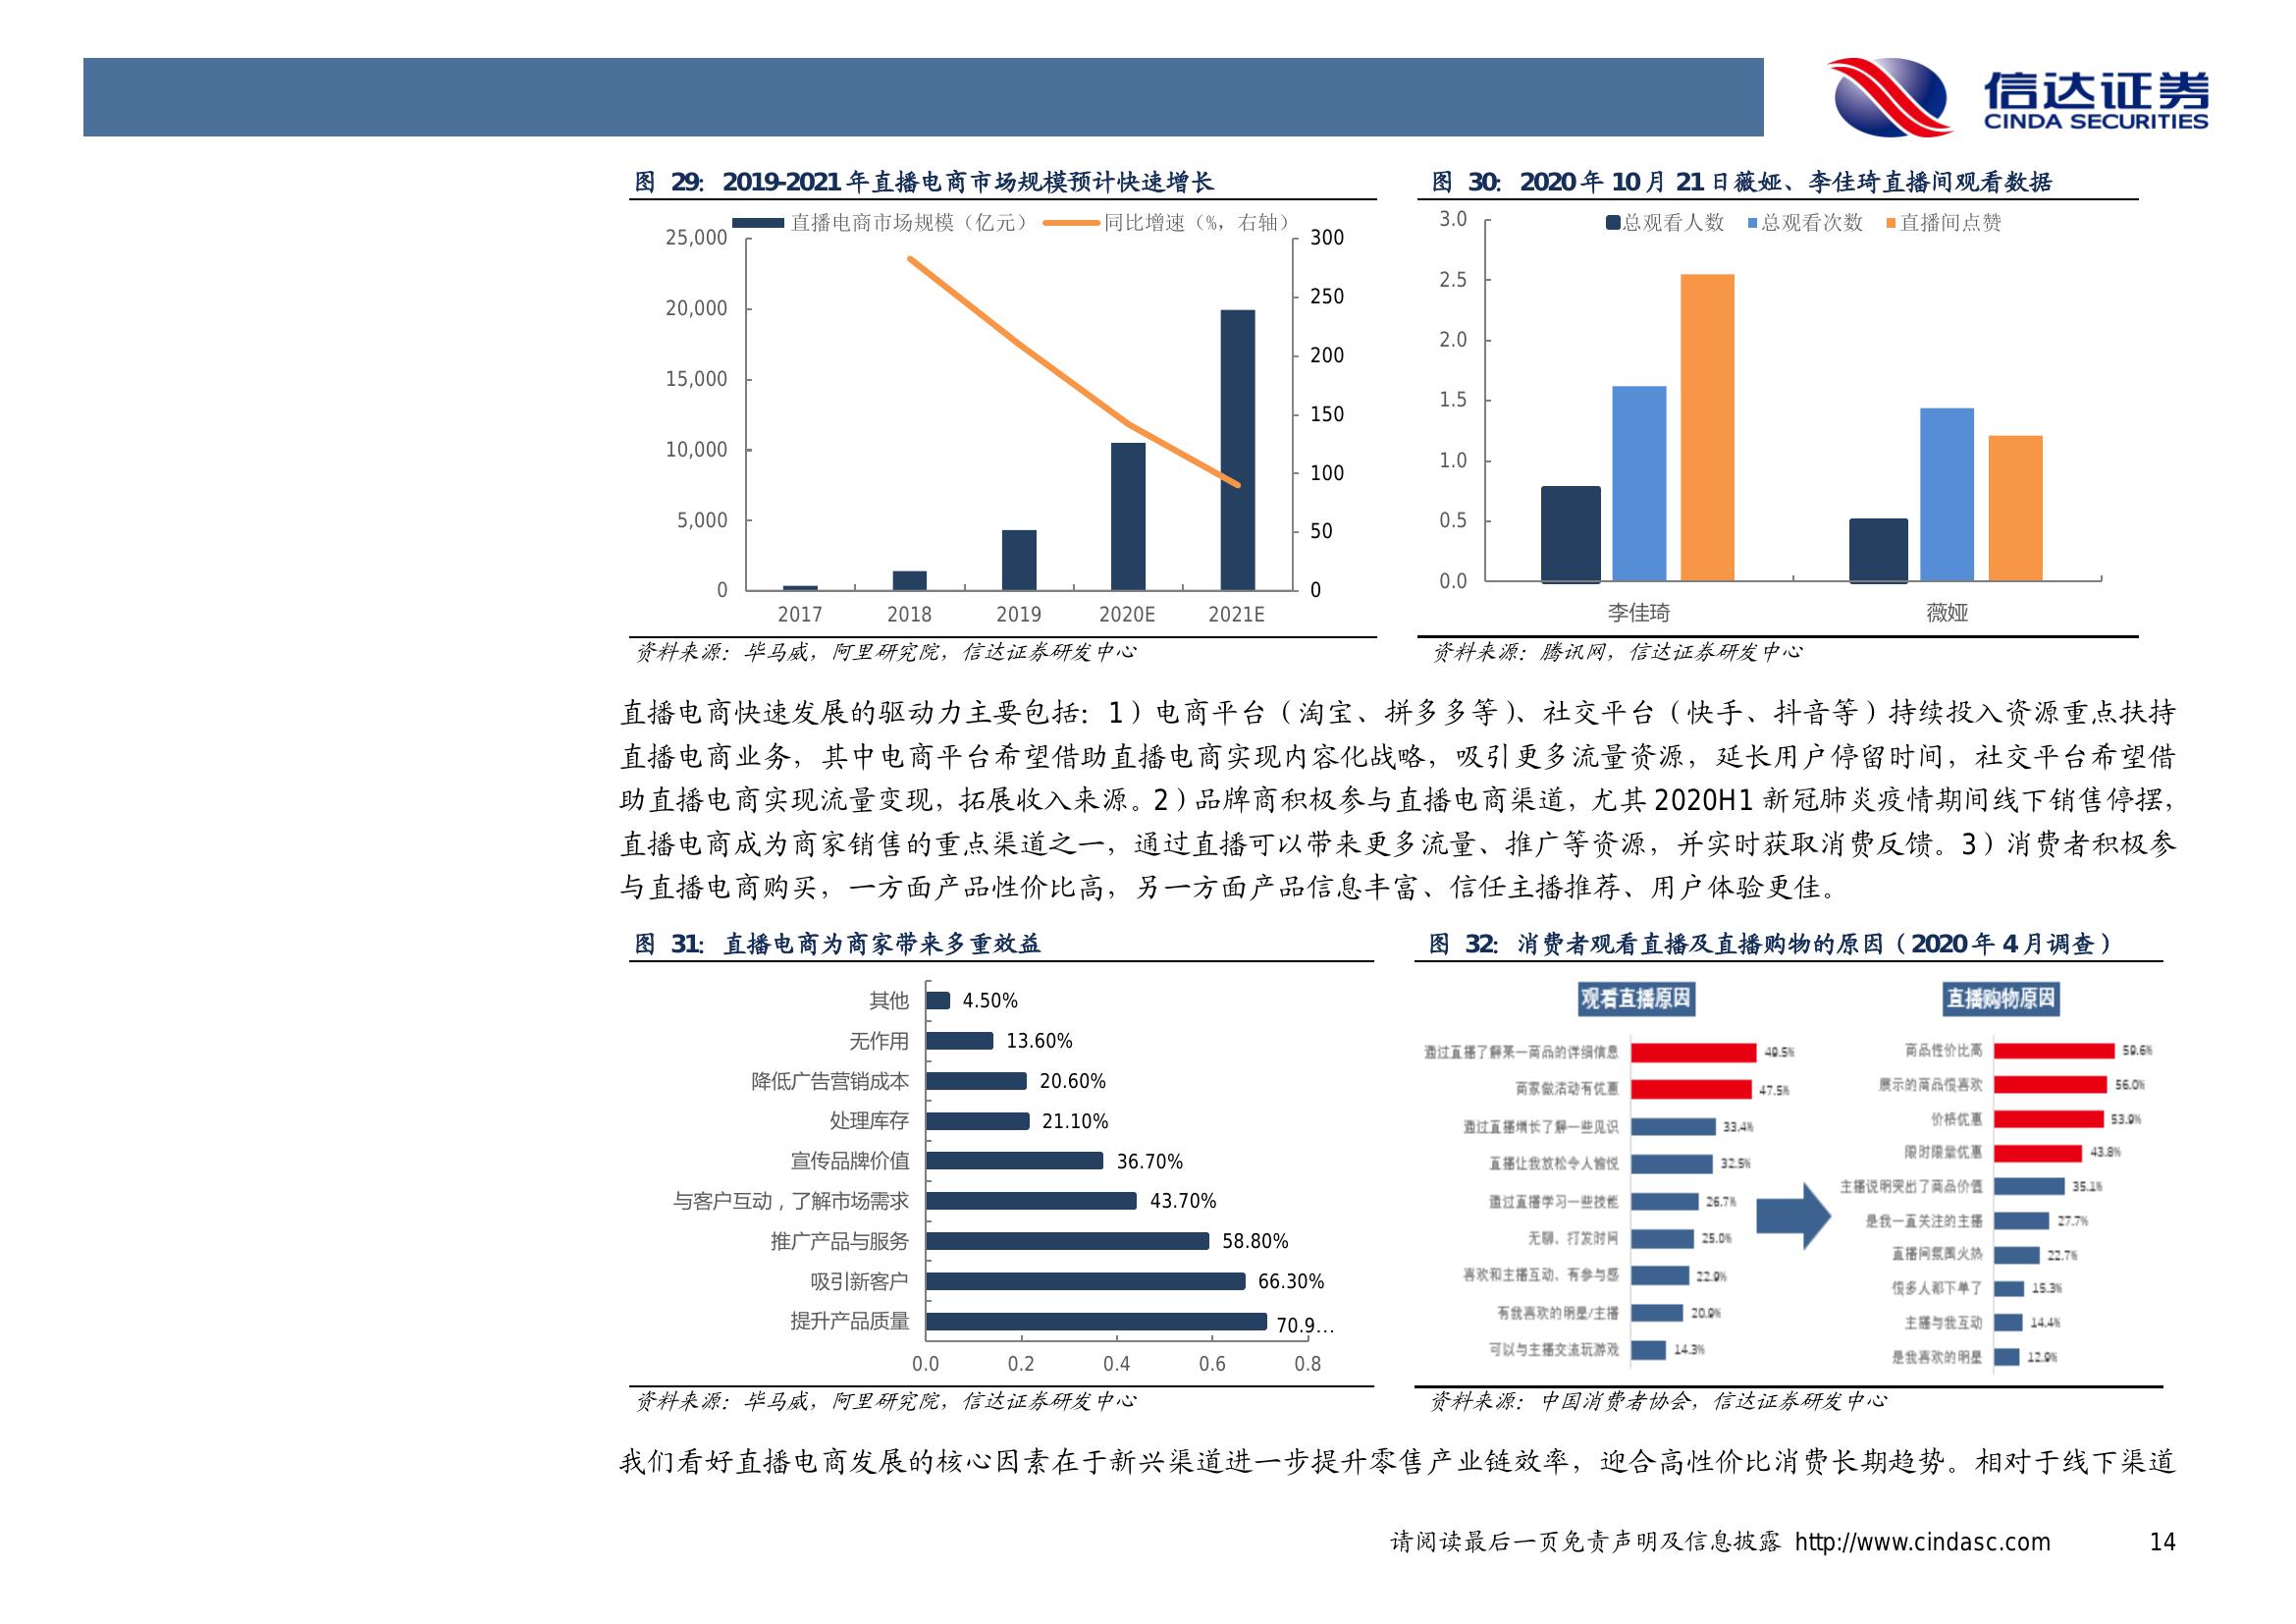 信达证券
CINDA SECURITIES
图 29：2019-2021 年直播电商市场规模预计快速增长
直播电商市场规模（亿元） 同比增速（%，右轴）
25,000
20,000
15,000
10,000
5,000
0
300
250
200
150
100
50
0
2017 2018 2019 2020E 2021E
资料来源：毕马威，阿里研究院，信达证券研发中心
图 30：2020 年 10 月 21 日薇娅、李佳琦直播间观看数据
总观看人数 总观看次数 直播间点赞
3.0
2.5
2.0
1.5
1.0
0.5
0.0
李佳琦 薇娅
资料来源：腾讯网，信达证券研发中心
直播电商快速发展的驱动力主要包括：1）电商平台（淘宝、拼多多等）、社交平台（快手、抖音等）持续投入资源重点扶持
直播电商业务，其中电商平台希望借助直播电商实现内容化战略，吸引更多流量资源，延长用户停留时间，社交平台希望借
助直播电商实现流量变现，拓展收入来源。2）品牌商积极参与直播电商渠道，尤其 2020H1 新冠肺炎疫情期间线下销售停摆，
直播电商成为商家销售的重点渠道之一，通过直播可以带来更多流量、推广等资源，并实时获取消费反馈。3）消费者积极参
与直播电商购买，一方面产品性价比高，另一方面产品信息丰富、信任主播推荐、用户体验更佳。
图 31：直播电商为商家带来多重效益
其他 4.50%
无作用 13.60%
降低广告营销成本 20.60%
处理库存 21.10%
宣传品牌价值 36.70%
与客户互动，了解市场需求 43.70%
推广产品与服务 58.80%
吸引新客户 66.30%
提升产品质量 70.9...
0.0 0.2 0.4 0.6 0.8
资料来源：毕马威，阿里研究院，信达证券研发中心
图 32：消费者观看直播及直播购物的原因（2020 年 4 月调查）
观看直播原因
通过直播了解某一商品的详细信息 49.5%
商家做活动有优惠 47.5%
通过直播增长了解一些见识 33.4%
直播让我放松令人愉悦 32.5%
通过直播学习一些技能 26.7%
无聊、打发时间 25.0%
喜欢和主播互动、有参与感 22.9%
有我喜欢的明星/主播 20.9%
可以与主播交流玩游戏 14.3%
直播购物原因
商品性价比高 59.6%
展示的商品很喜欢 56.0%
价格优惠 53.9%
限时限量优惠 43.8%
主播说明突出了商品价值 35.1%
是我一直关注的主播 27.7%
直播间氛围火热 22.7%
很多人都下单了 15.3%
主播与我互动 14.4%
是我喜欢的明星 12.9%
资料来源：中国消费者协会，信达证券研发中心
我们看好直播电商发展的核心因素在于新兴渠道进一步提升零售产业链效率，迎合高性价比消费长期趋势。相对于线下渠道
请阅读最后一页免责声明及信息披露 http://www.cindasc.com 14